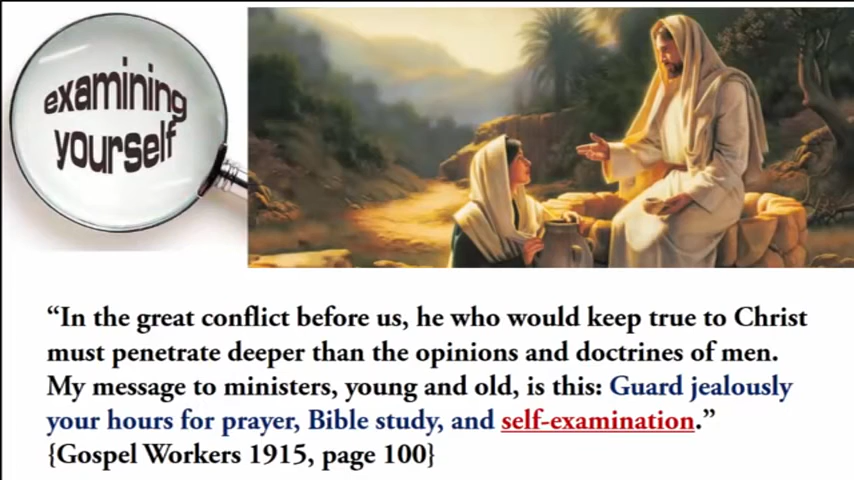 examining
yourself
“In the great conflict before us, he who would keep true to Christ
must penetrate deeper than the opinions and doctrines of men.
My message to ministers, young and old, is this: Guard jealously
your hours for prayer, Bible study, and self-examination.”
{Gospel Workers 1915, page 100}